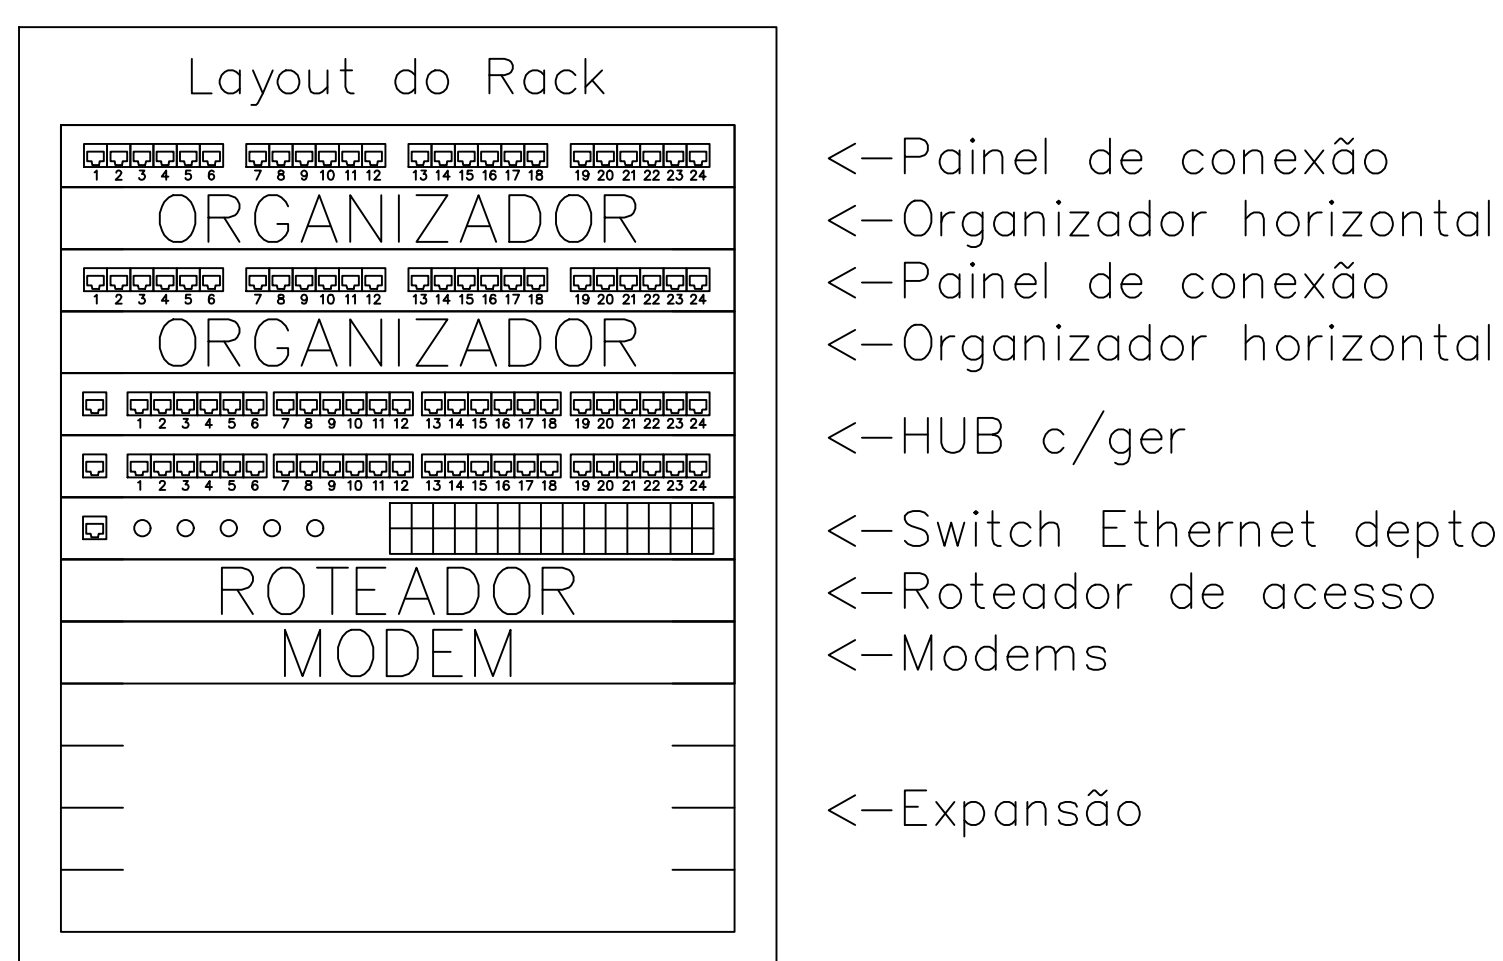 Layout do Rack
1 2 3 4 5 6 7 8 9 10 11 12 13 14 15 16 17 18 19 20 21 22 23 24
<-Painel de conexão
ORGANIZADOR
<-Organizador horizontal
1 2 3 4 5 6 7 8 9 10 11 12 13 14 15 16 17 18 19 20 21 22 23 24
<-Painel de conexão
ORGANIZADOR
<-Organizador horizontal
1 2 3 4 5 6 7 8 9 10 11 12 13 14 15 16 17 18 19 20 21 22 23 24
<-HUB c/ger
1 2 3 4 5 6 7 8 9 10 11 12 13 14 15 16 17 18 19 20 21 22 23 24
<-Switch Ethernet depto
ROTEADOR
<-Roteador de acesso
MODEM
<-Modems
<-Expansão